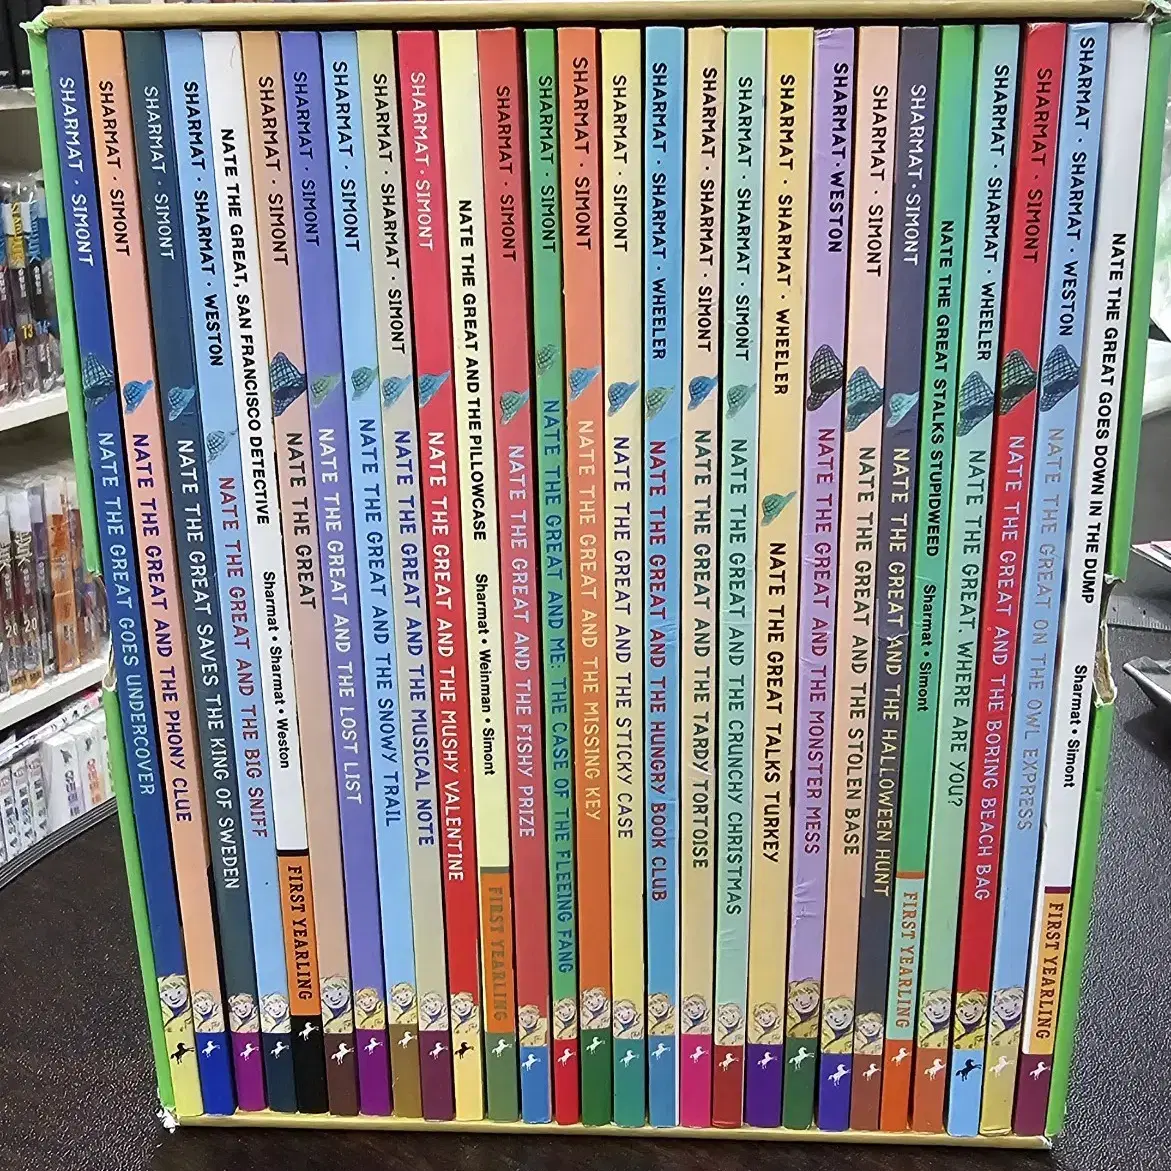 SHARMAT · SIMONT NATE THE GREAT GOES UNDERCOVER
SHARMAT · SIMONT NATE THE GREAT AND THE PHONY CLUE
SHARMAT · SIMONT NATE THE GREAT SAVES THE KING OF SWEDEN
SHARMAT · SHARMAT · WESTON NATE THE GREAT AND THE BIG SNIFF
NATE THE GREAT, SAN FRANCISCO DETECTIVE Sharmat • Sharmat • Weston FIRST YEARLING
SHARMAT · SIMONT NATE THE GREAT
SHARMAT · SIMONT NATE THE GREAT AND THE LOST LIST
SHARMAT · SIMONT NATE THE GREAT AND THE SNOWY TRAIL
SHARMAT · SHARMAT · SIMONT NATE THE GREAT AND THE MUSICAL NOTE
SHARMAT · SIMONT NATE THE GREAT AND THE MUSHY VALENTINE
NATE THE GREAT AND THE PILLOWCASE Sharmat • Weinman • Simont FIRST YEARLING
SHARMAT · SIMONT NATE THE GREAT AND THE FISHY PRIZE
SHARMAT · SIMONT NATE THE GREAT AND ME: THE CASE OF THE FLEEING FANG
SHARMAT · SIMONT NATE THE GREAT AND THE MISSING KEY
SHARMAT · SIMONT NATE THE GREAT AND THE STICKY CASE
SHARMAT · SHARMAT · WHEELER NATE THE GREAT AND THE HUNGRY BOOK CLUB
SHARMAT · SHARMAT · SIMONT NATE THE GREAT AND THE TARDY TORTOISE
SHARMAT · SHARMAT · SIMONT NATE THE GREAT AND THE CRUNCHY CHRISTMAS
SHARMAT · SHARMAT · WHEELER NATE THE GREAT TALKS TURKEY
SHARMAT · WESTON NATE THE GREAT AND THE MONSTER MESS
SHARMAT · SIMONT NATE THE GREAT AND THE STOLEN BASE
SHARMAT · SIMONT NATE THE GREAT AND THE HALLOWEEN HUNT
NATE THE GREAT STALKS STUPIDWEED Sharmat • Simont FIRST YEARLING
SHARMAT · SHARMAT · WHEELER NATE THE GREAT, WHERE ARE YOU?
SHARMAT · SIMONT NATE THE GREAT AND THE BORING BEACH BAG
SHARMAT · SHARMAT · WESTON NATE THE GREAT ON THE OWL EXPRESS
NATE THE GREAT GOES DOWN IN THE DUMP Sharmat • Simont FIRST YEARLING